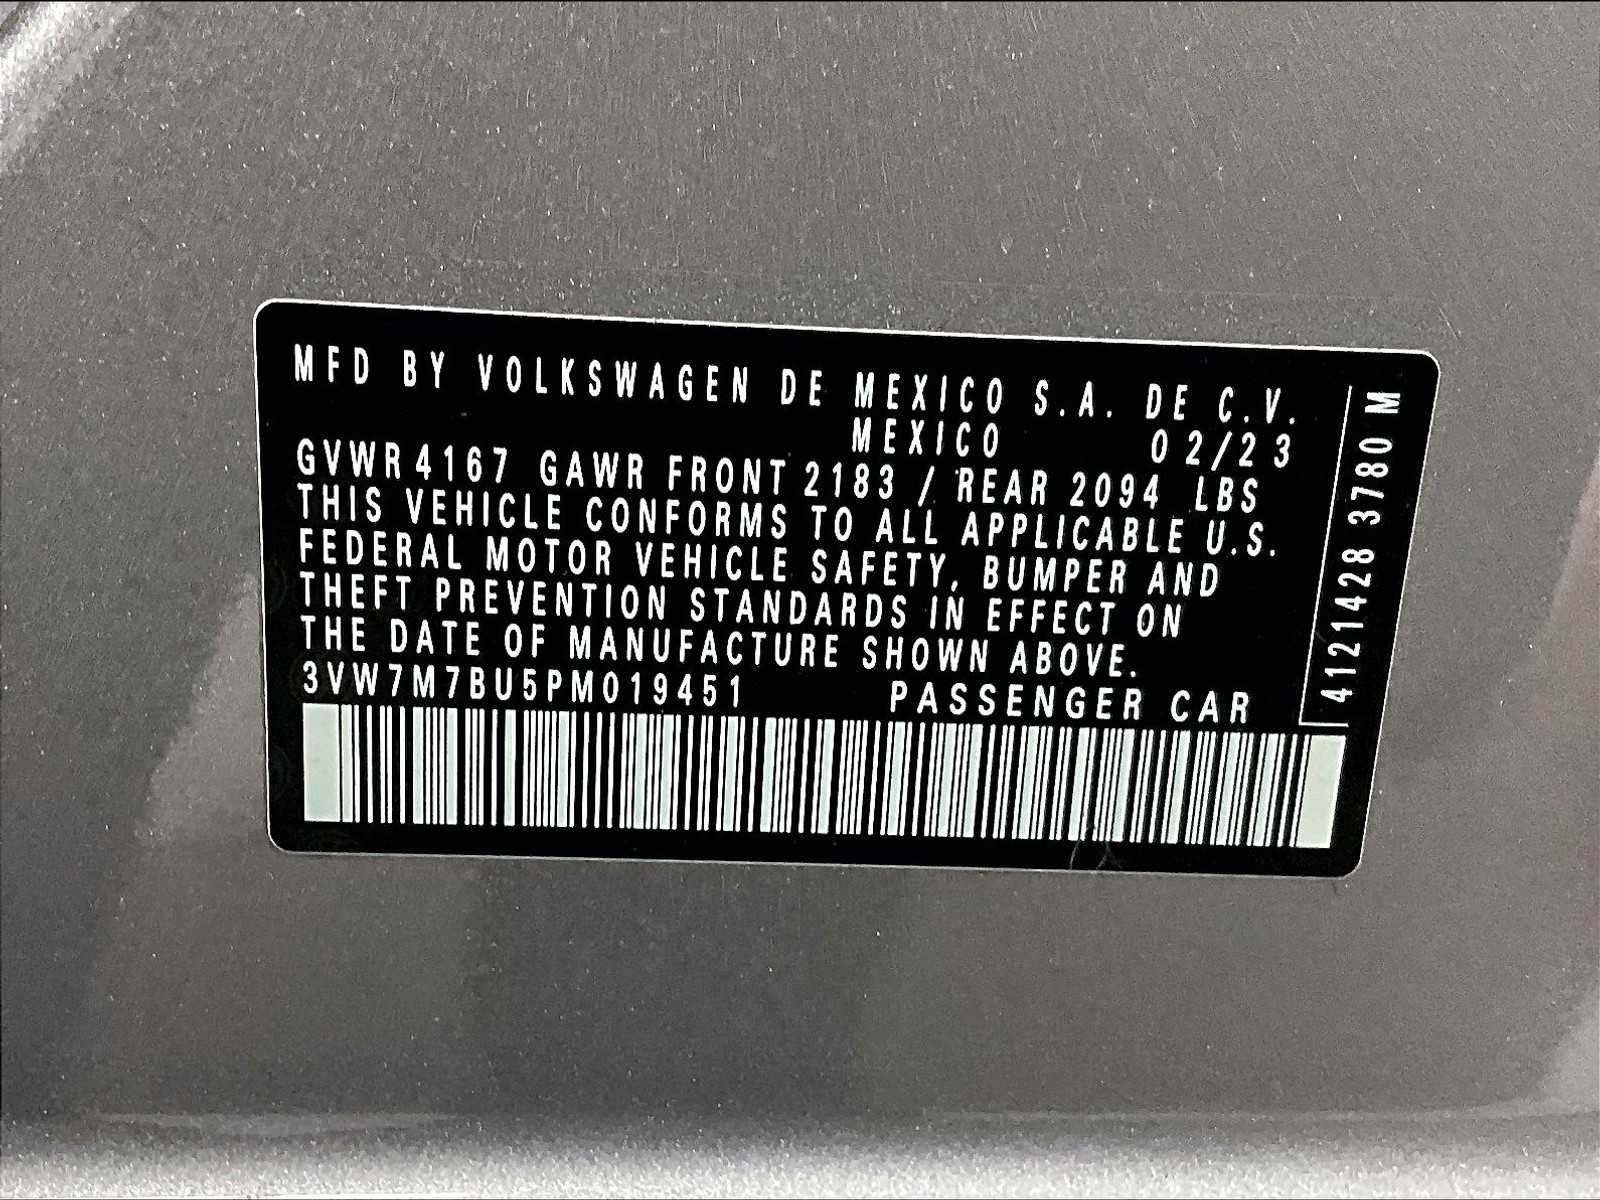 MFD BY VOLKSWAGEN DE MEXICO S.A. DE C.V.
MEXICO 02/23
GVWR 4167 GAWR FRONT 2183 / REAR 2094 LBS
THIS VEHICLE CONFORMS TO ALL APPLICABLE U.S.
FEDERAL MOTOR VEHICLE SAFETY, BUMPER AND
THEFT PREVENTION STANDARDS IN EFFECT ON
THE DATE OF MANUFACTURE SHOWN ABOVE.
3VW7M7BU5PM019451 PASSENGER CAR
4121428 3780 M